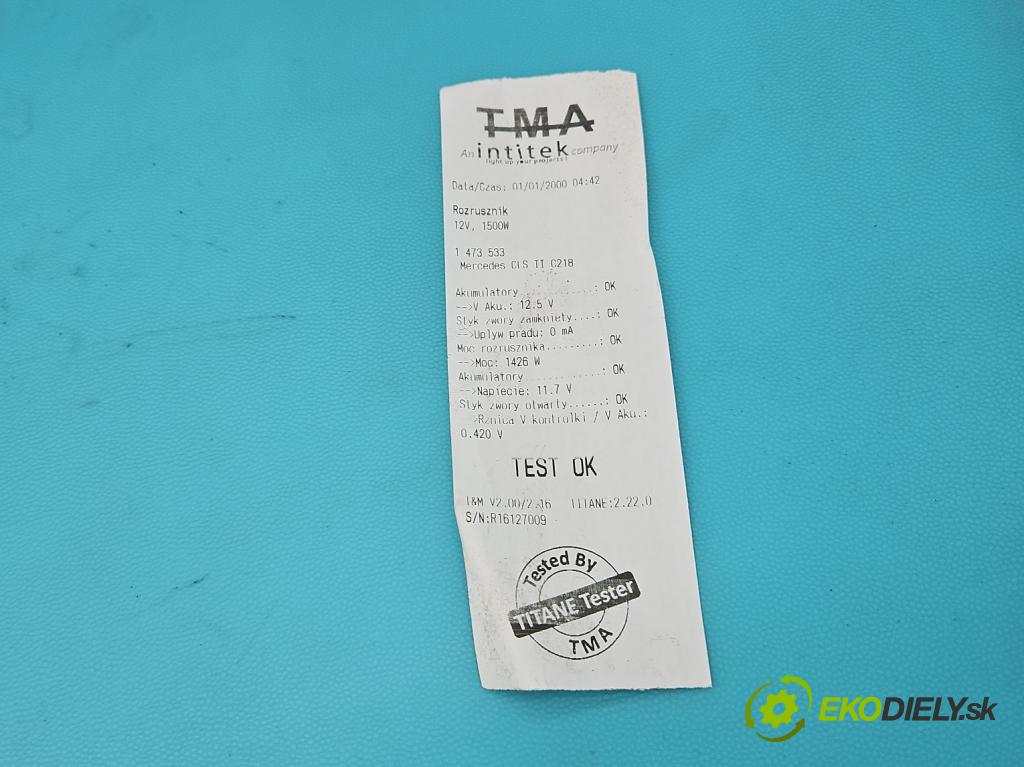 TMA
An intitek company
light up your projects !
Data/Czas: 01/01/2000 04:42
Rozrusznik
12V, 1500W
1 473 533
Mercedes CLS II C218
Akumulatory..............: OK
-->V Aku.: 12.5 V
Styk zwory zamkniety....: OK
-->Uplyw pradu: 0 mA
Moc rozrusznika.........: OK
-->Moc: 1426 W
Akumulatory.............: OK
-->Napiecie: 11.7 V
Styk zwory otwarty......: OK
->Rznica V kontrolki / V Aku.:
0.420 V
TEST OK
I&M V2.00/2.16 TITANE:2.22.0
S/N:R16127009
Tested By
TITANE Tester
TMA
EKODIELY.sk